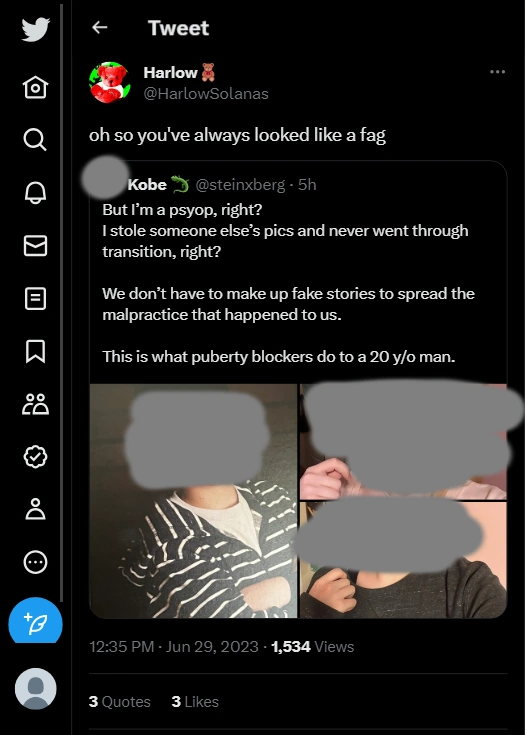 Tweet
Harlow🧸
@HarlowSolanas
oh so you've always looked like a fag
Kobe 🦎 @steinxberg · 5h
But I'm a psyop, right?
I stole someone else's pics and never went through
transition, right?
We don't have to make up fake stories to spread the
malpractice that happened to us.
This is what puberty blockers do to a 20 y/o man.
12:35 PM · Jun 29, 2023 · 1,534 Views
3 Quotes 3 Likes